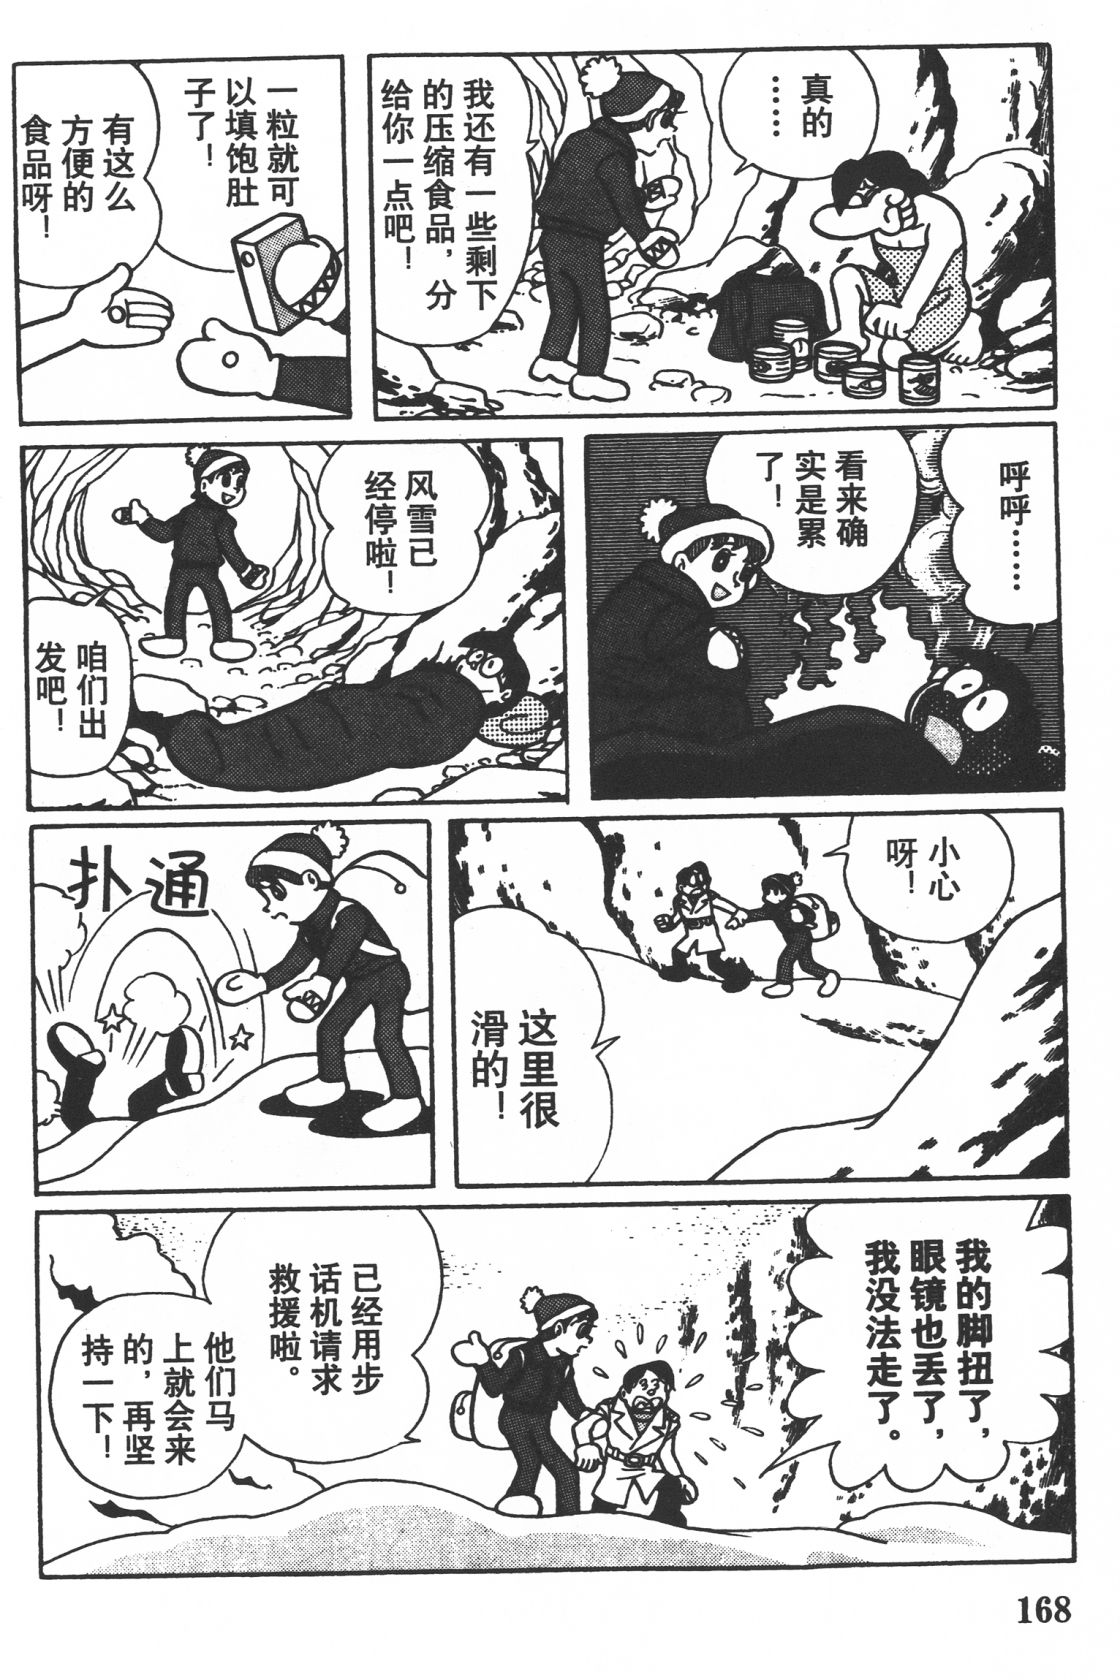 真的
……
我还有一些剩下
的压缩食品，分
给你一点吧！
一粒就可
以填饱肚
子了！
有这么
方便的
食品呀！
呼呼……
看来确
实是累
了！
风雪已
经停啦！
咱们出
发吧！
小心
呀！
这里很
滑的！
扑通
我的脚扭了，
眼镜也丢了，
我没法走了。
已经用步
话机请求
救援啦。
他们马
上就会来
的，再坚
持一下！
168